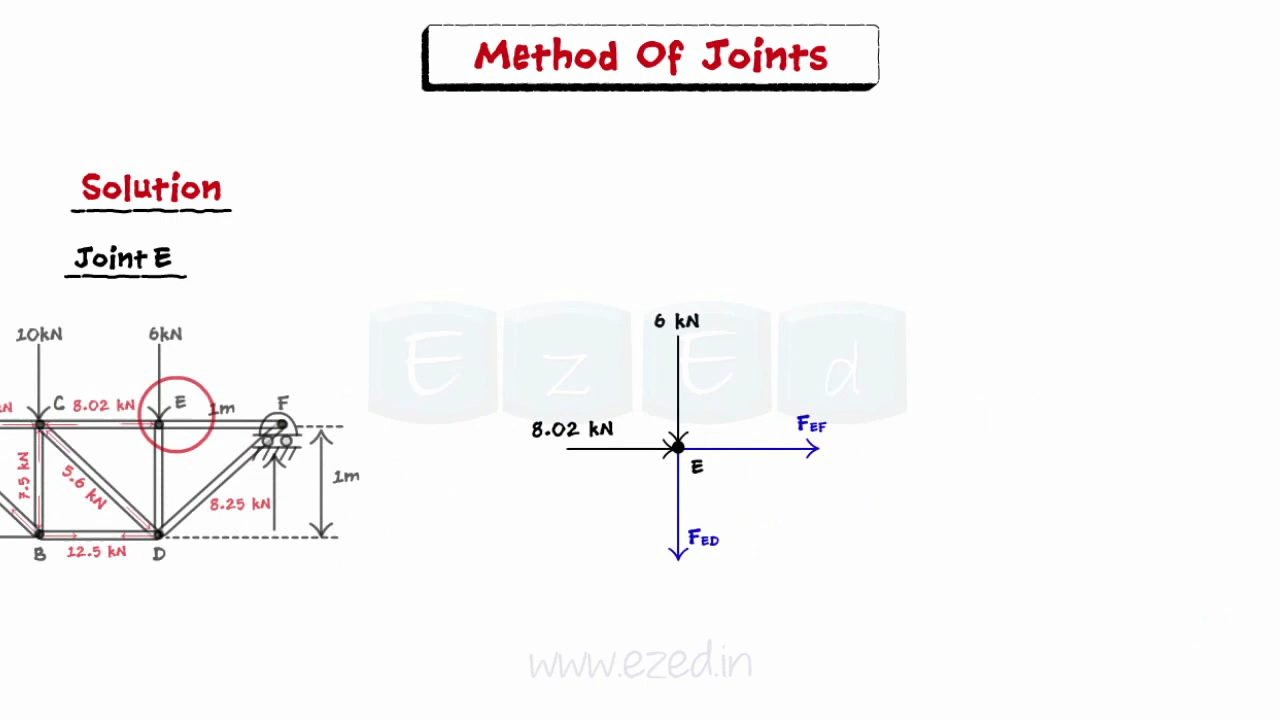 Method Of Joints
Solution
Joint E
10kN
6kN
kN
C
8.02 kN
E
1m
F
7.5 kN
5.6 kN
8.25 kN
1m
B
12.5 kN
D
6 kN
8.02 kN
E
FEF
FED
E z E d
www.ezed.in